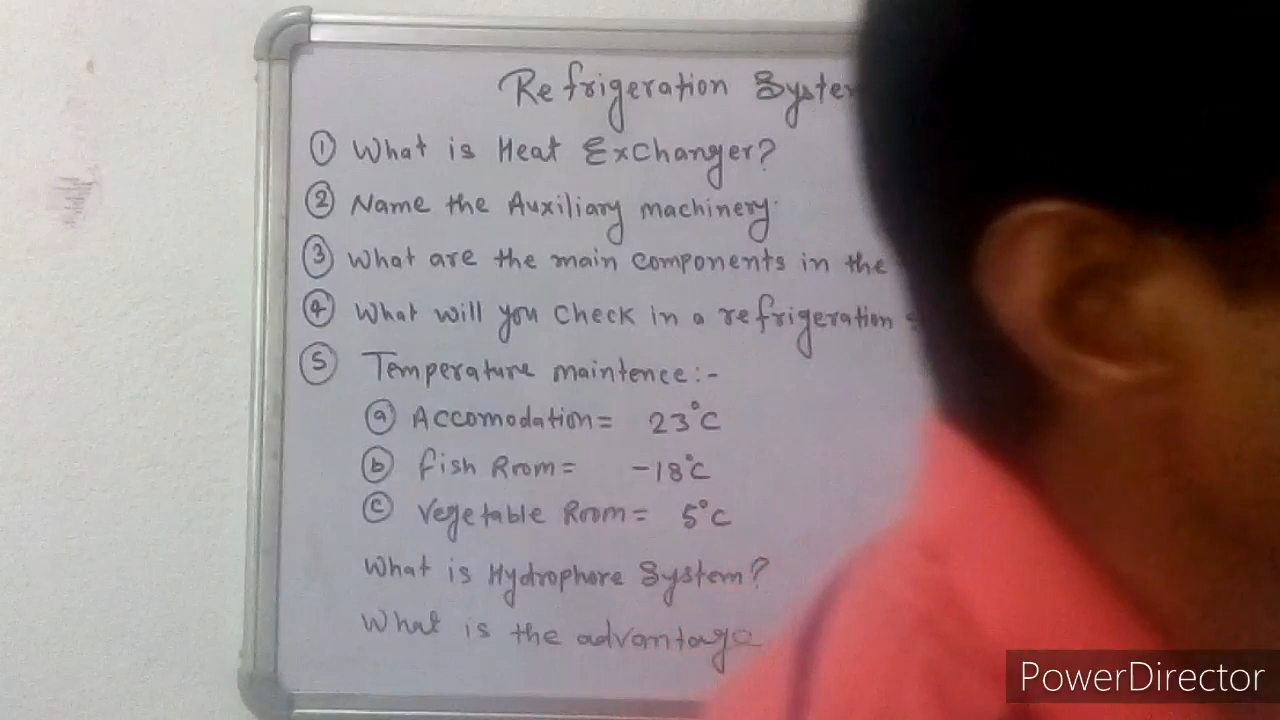 Refrigeration System
① What is Heat Exchanger?
② Name the Auxiliary machinery.
③ What are the main components in the
④ What will you check in a refrigeration
⑤ Temperature maintence:-
ⓐ Accomodation = 23°C
ⓑ fish Room = -18°C
ⓒ vegetable Room = 5°C
What is Hydrophore System?
What is the advantage
PowerDirector